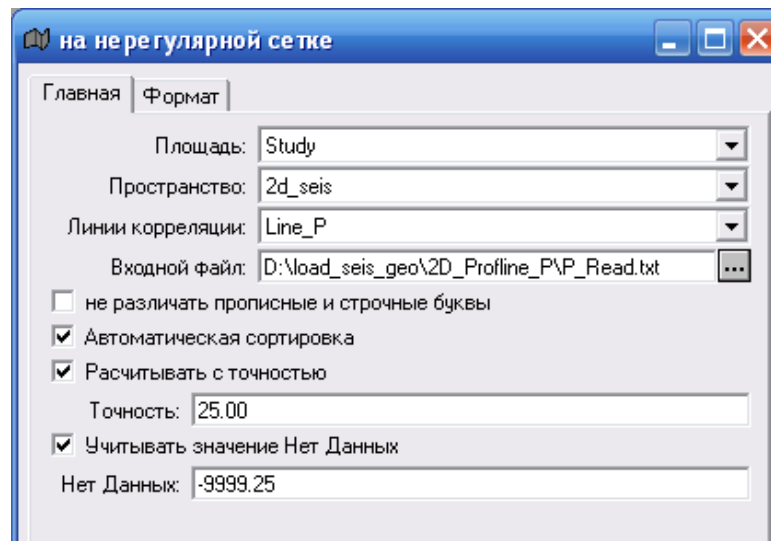 на нерегулярной сетке
Главная Формат
Площадь: Study
Пространство: 2d_seis
Линии корреляции: Line_P
Входной файл: D:\load_seis_geo\2D_Profline_P\P_Read.txt ...
не различать прописные и строчные буквы
Автоматическая сортировка
Расчитывать с точностью
Точность: 25.00
Учитывать значение Нет Данных
Нет Данных: -9999.25